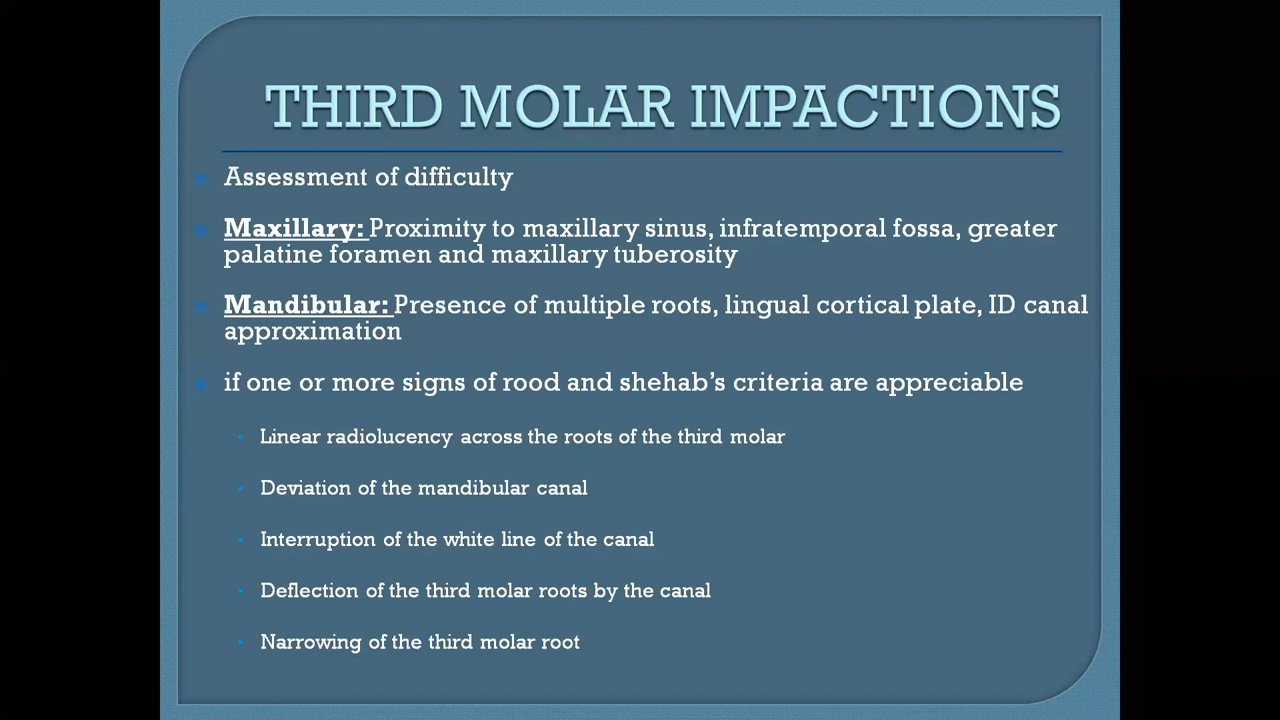 THIRD MOLAR IMPACTIONS
Assessment of difficulty
Maxillary: Proximity to maxillary sinus, infratemporal fossa, greater
palatine foramen and maxillary tuberosity
Mandibular: Presence of multiple roots, lingual cortical plate, ID canal
approximation
if one or more signs of rood and shehab’s criteria are appreciable
Linear radiolucency across the roots of the third molar
Deviation of the mandibular canal
Interruption of the white line of the canal
Deflection of the third molar roots by the canal
Narrowing of the third molar root